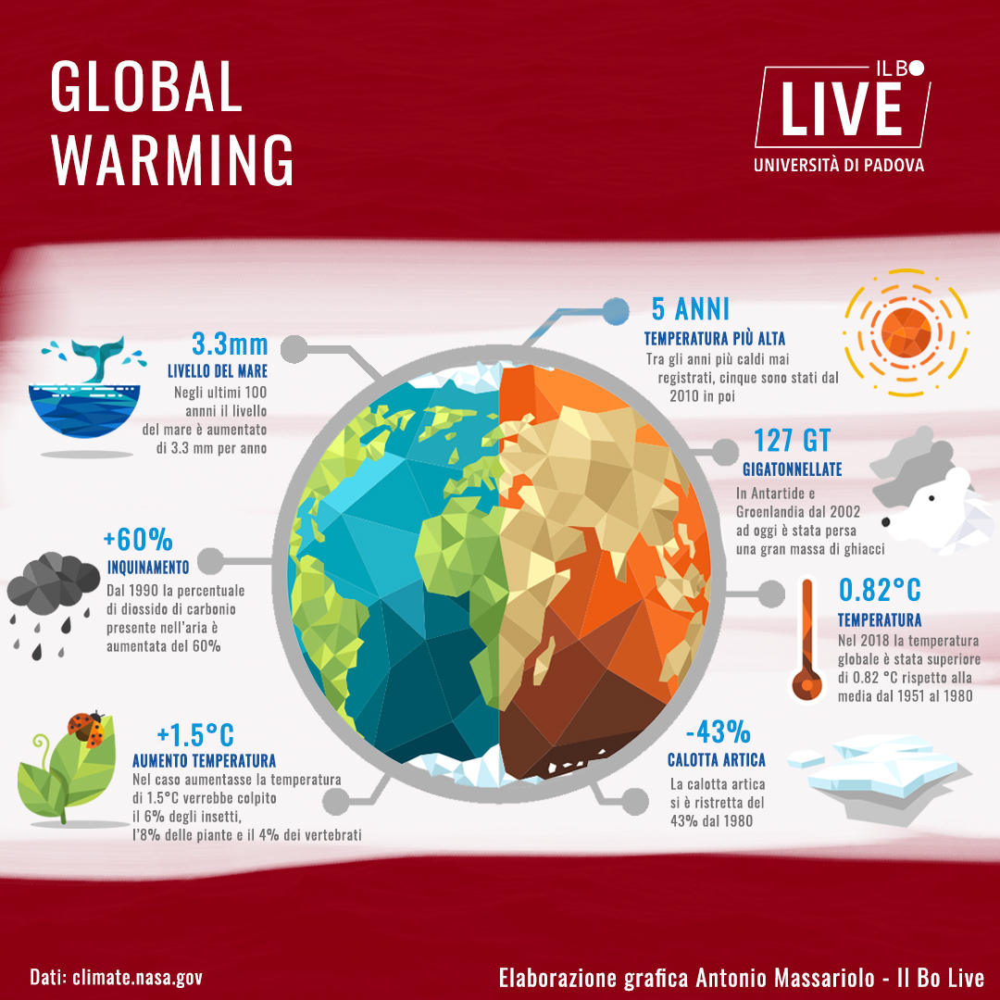 GLOBAL
WARMING
IL BO
LIVE
UNIVERSITÀ DI PADOVA
3.3mm
LIVELLO DEL MARE
Negli ultimi 100
annni il livello
del mare è aumentato
di 3.3 mm per anno
+60%
INQUINAMENTO
Dal 1990 la percentuale
di diossido di carbonio
presente nell'aria è
aumentata del 60%
+1.5°C
AUMENTO TEMPERATURA
Nel caso aumentasse la temperatura
di 1.5°C verrebbe colpito
il 6% degli insetti,
l'8% delle piante e il 4% dei vertebrati
5 ANNI
TEMPERATURA PIÙ ALTA
Tra gli anni più caldi mai
registrati, cinque sono stati dal
2010 in poi
127 GT
GIGATONNELLATE
In Antartide e
Groenlandia dal 2002
ad oggi è stata persa
una gran massa di ghiacci
0.82°C
TEMPERATURA
Nel 2018 la temperatura
globale è stata superiore
di 0.82 °C rispetto alla
media dal 1951 al 1980
-43%
CALOTTA ARTICA
La calotta artica
si è ristretta del
43% dal 1980
Dati: climate.nasa.gov
Elaborazione grafica Antonio Massariolo - Il Bo Live